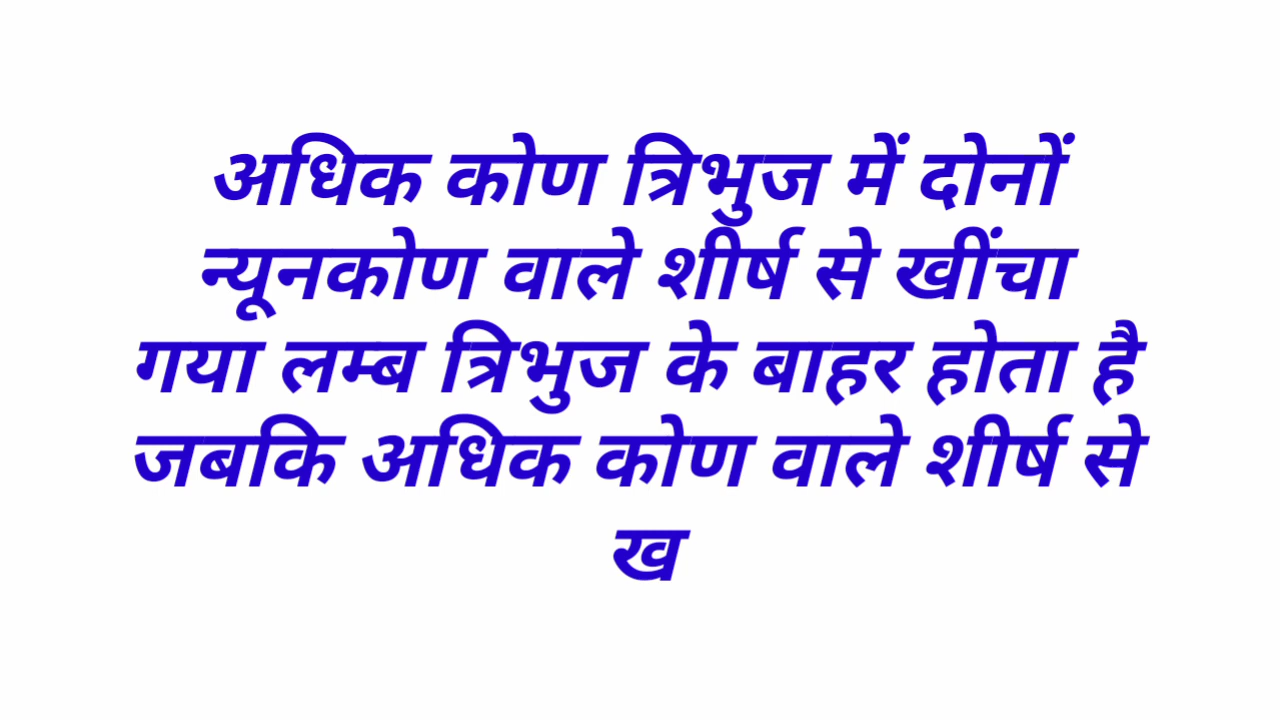 अधिक कोण त्रिभुज में दोनों
न्यूनकोण वाले शीर्ष से खींचा
गया लम्ब त्रिभुज के बाहर होता है
जबकि अधिक कोण वाले शीर्ष से
ख